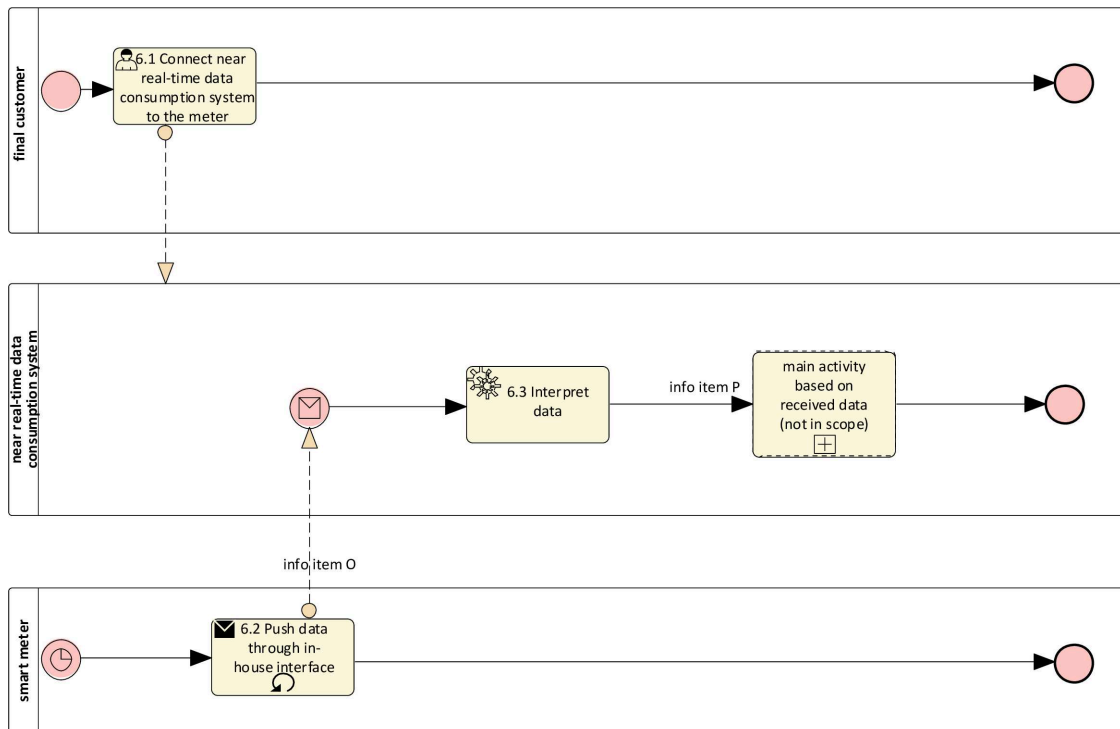 final customer
6.1 Connect near
real-time data
consumption system
to the meter
near real-time data
consumption system
6.3 Interpret
data
info item P
main activity
based on
received data
(not in scope)
info item O
smart meter
6.2 Push data
through in-
house interface